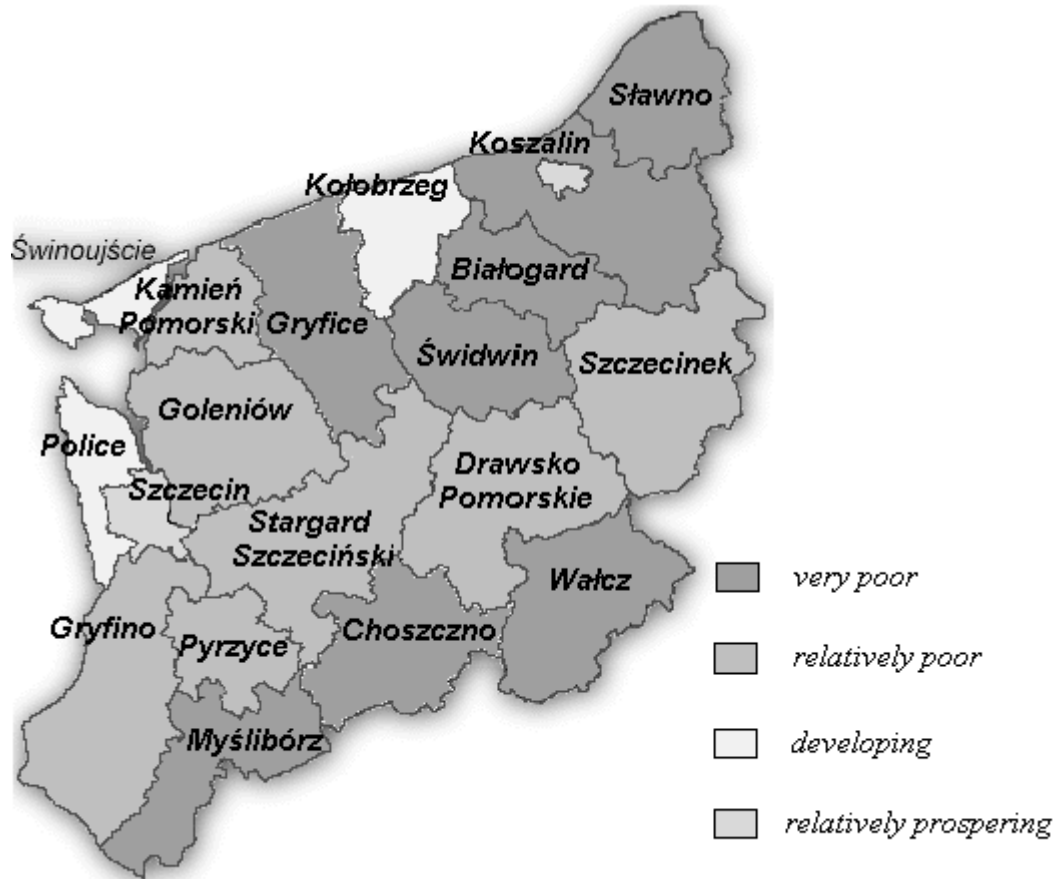 Sławno
Koszalin
Kołobrzeg
Świnoujście
Białogard
Kamień
Pomorski
Gryfice
Świdwin
Szczecinek
Goleniów
Police
Drawsko
Pomorskie
Szczecin
Stargard
Szczeciński
Wałcz
very poor
Gryfino
Pyrzyce
Choszczno
relatively poor
Myślibórz
developing
relatively prospering